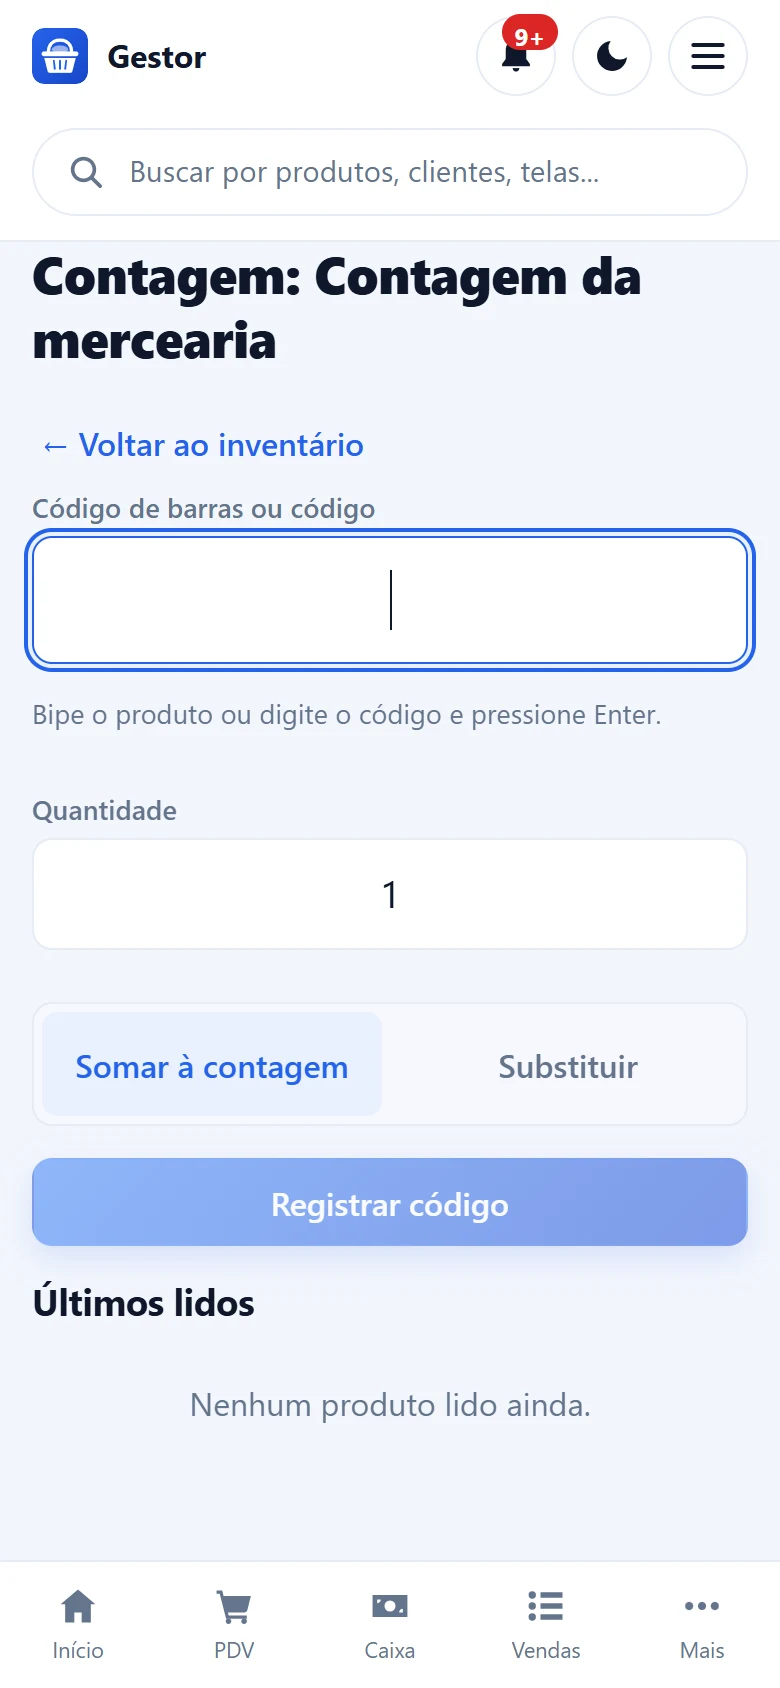 Gestor
9+
Buscar por produtos, clientes, telas...
Contagem: Contagem da
mercearia
← Voltar ao inventário
Código de barras ou código
Bipe o produto ou digite o código e pressione Enter.
Quantidade
1
Somar à contagem
Substituir
Registrar código
Últimos lidos
Nenhum produto lido ainda.
Início
PDV
Caixa
Vendas
Mais